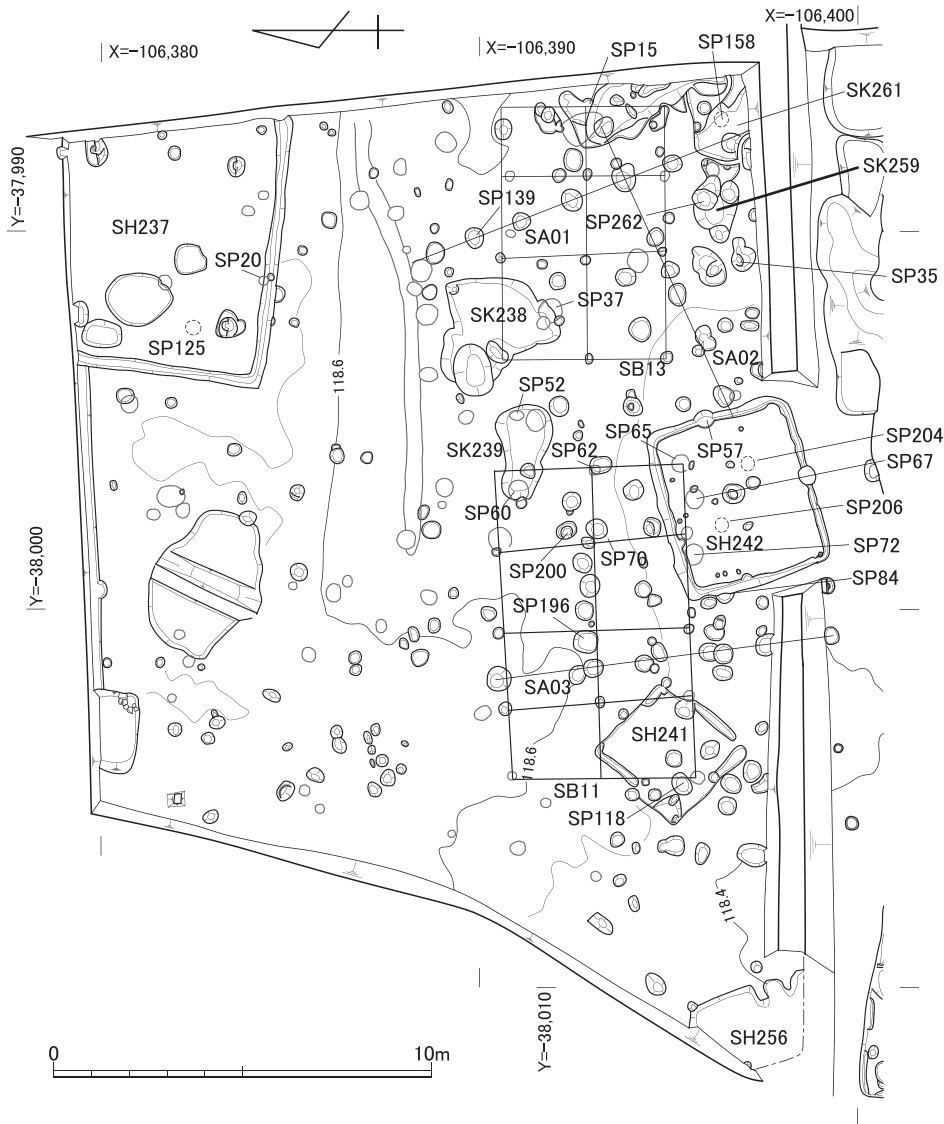 X=−106,400
X=−106,380
X=−106,390
SP15
SP158
SK261
Y=−37,990
SK259
SP139
SP262
SH237
SA01
SP20
SP35
SP37
SK238
SP125
SB13
SA02
118.6
SP52
SP65
SP204
SK239
SP62
SP57
SP67
SP60
SP206
Y=−38,000
SP200
SP70
SH242
SP72
SP84
SP196
SA03
SH241
118.6
SB11
SP118
118.4
Y=−38,010
SH256
0
10m